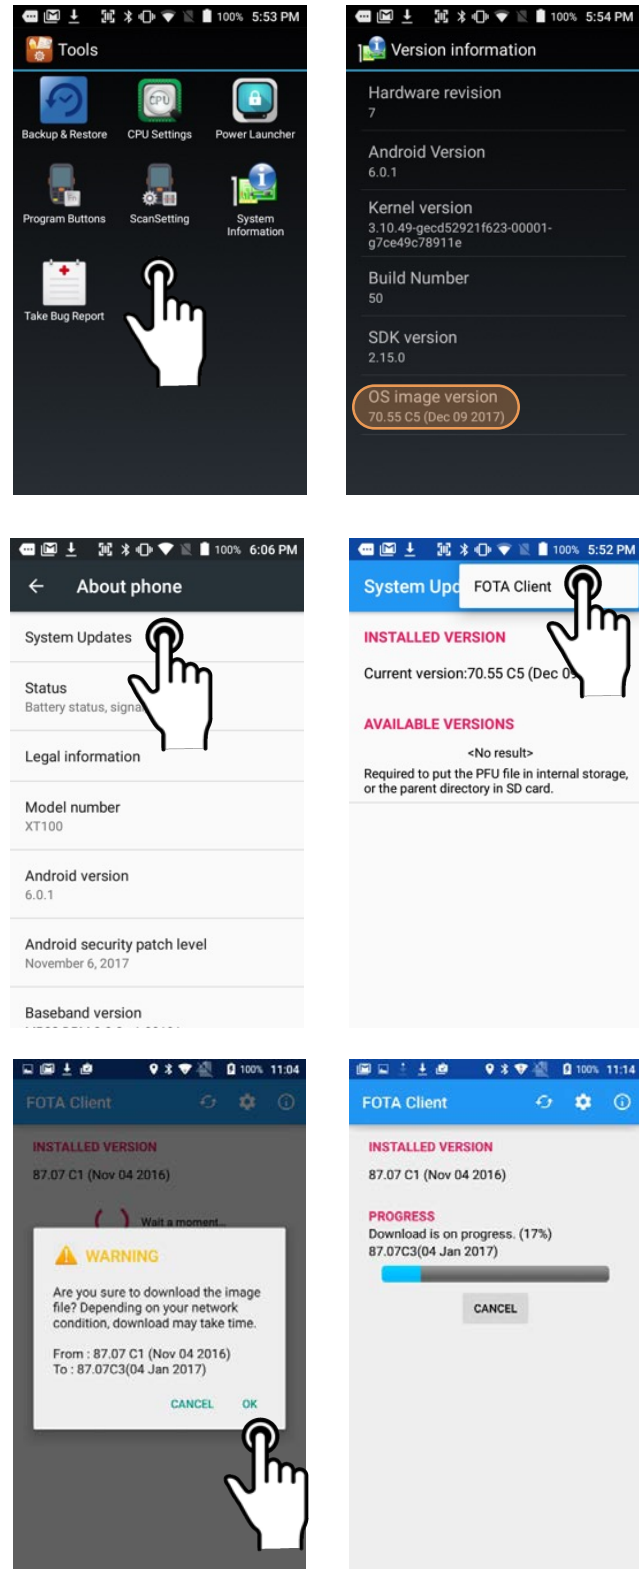 100% 5:53 PM
Tools
Backup & Restore
CPU
CPU Settings
Power Launcher
Program Buttons
ScanSetting
System
Information
Take Bug Report
100% 5:54 PM
Version information
Hardware revision
7
Android Version
6.0.1
Kernel version
3.10.49-gecd52921f623-00001-
g7ce49c78911e
Build Number
50
SDK version
2.15.0
OS image version
70.55 C5 (Dec 09 2017)
100% 6:06 PM
About phone
System Updates
Status
Battery status, signa
Legal information
Model number
XT100
Android version
6.0.1
Android security patch level
November 6, 2017
Baseband version
100% 5:52 PM
System Upd
FOTA Client
INSTALLED VERSION
Current version:70.55 C5 (Dec 0
AVAILABLE VERSIONS
<No result>
Required to put the PFU file in internal storage,
or the parent directory in SD card.
100% 11:04
FOTA Client
INSTALLED VERSION
87.07 C1 (Nov 04 2016)
Wait a moment...
WARNING
Are you sure to download the image
file? Depending on your network
condition, download may take time.
From : 87.07 C1 (Nov 04 2016)
To : 87.07C3(04 Jan 2017)
CANCEL OK
100% 11:14
FOTA Client
INSTALLED VERSION
87.07 C1 (Nov 04 2016)
PROGRESS
Download is on progress. (17%)
87.07C3(04 Jan 2017)
CANCEL